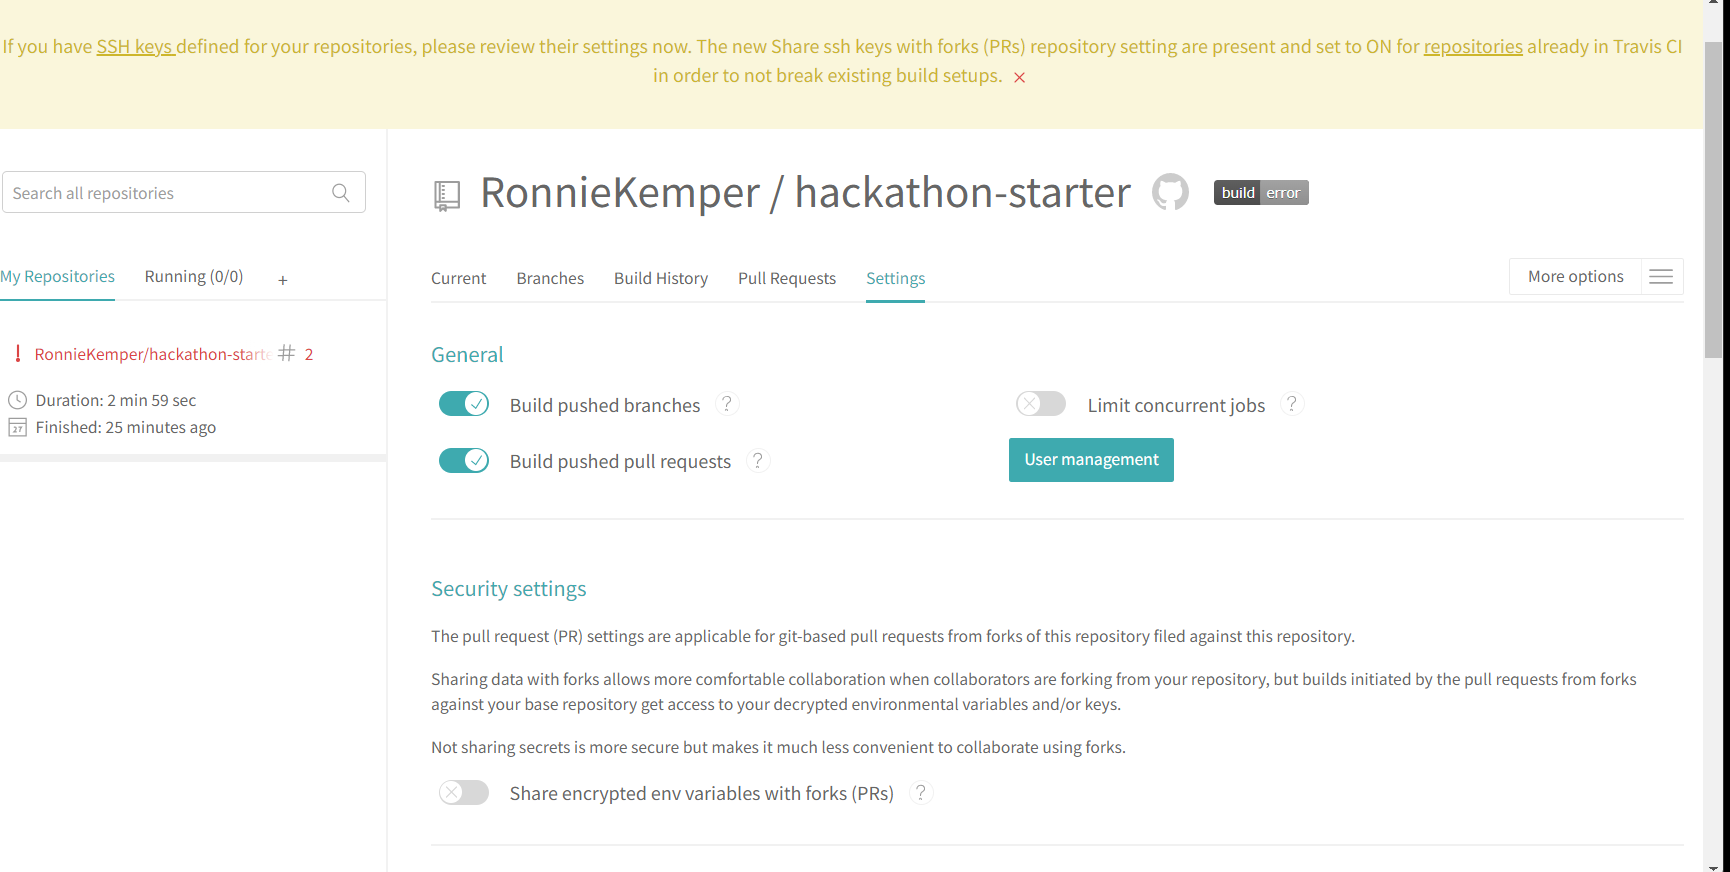 If you have SSH keys defined for your repositories, please review their settings now. The new Share ssh keys with forks (PRs) repository setting are present and set to ON for repositories already in Travis CI
in order to not break existing build setups.
Search all repositories
My Repositories
Running (0/0)
+
RonnieKemper/hackathon-starte
# 2
Duration: 2 min 59 sec
27
Finished: 25 minutes ago
RonnieKemper / hackathon-starter
build error
Current
Branches
Build History
Pull Requests
Settings
More options
General
Build pushed branches ?
Limit concurrent jobs ?
Build pushed pull requests ?
User management
Security settings
The pull request (PR) settings are applicable for git-based pull requests from forks of this repository filed against this repository.
Sharing data with forks allows more comfortable collaboration when collaborators are forking from your repository, but builds initiated by the pull requests from forks
against your base repository get access to your decrypted environmental variables and/or keys.
Not sharing secrets is more secure but makes it much less convenient to collaborate using forks.
Share encrypted env variables with forks (PRs) ?